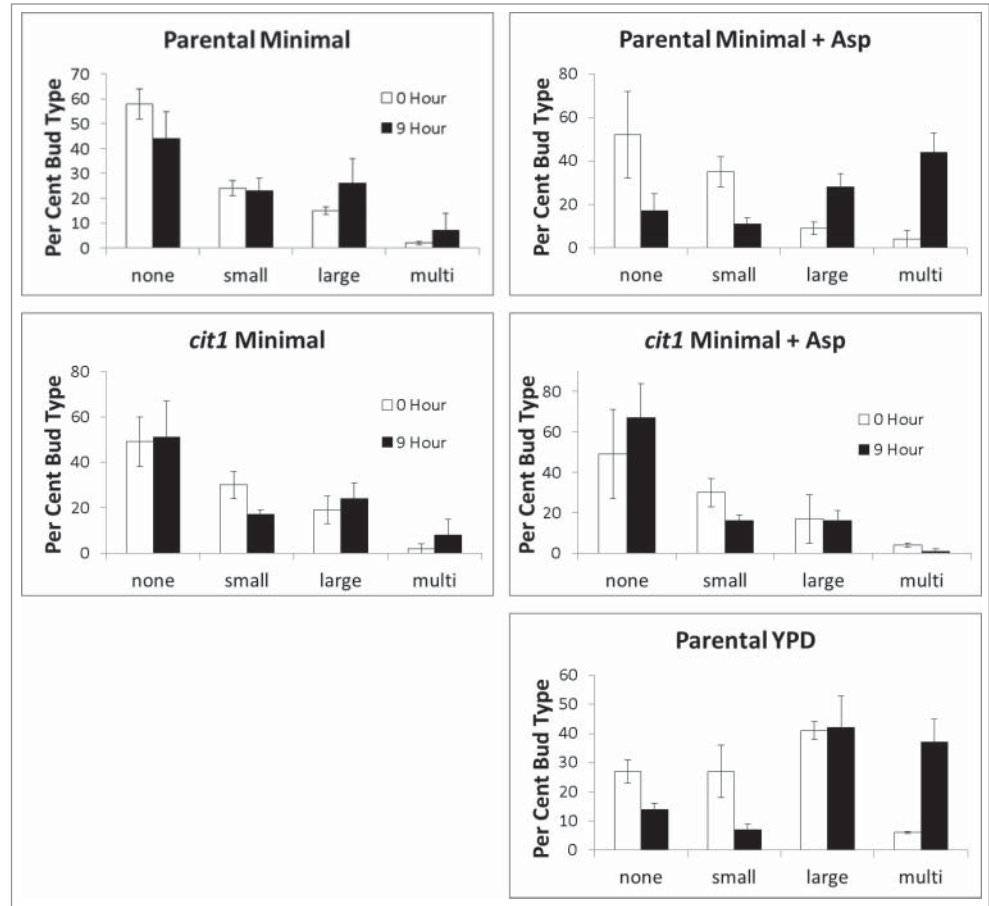 Parental Minimal
Per Cent Bud Type
70
60
50
40
30
20
10
0
none small large multi
0 Hour
9 Hour
Parental Minimal + Asp
Per Cent Bud Type
80
60
40
20
0
none small large multi
cit1 Minimal
Per Cent Bud Type
80
60
40
20
0
none small large multi
0 Hour
9 Hour
cit1 Minimal + Asp
Per Cent Bud Type
80
60
40
20
0
none small large multi
0 Hour
9 Hour
Parental YPD
Per Cent Bud Type
60
50
40
30
20
10
0
none small large multi